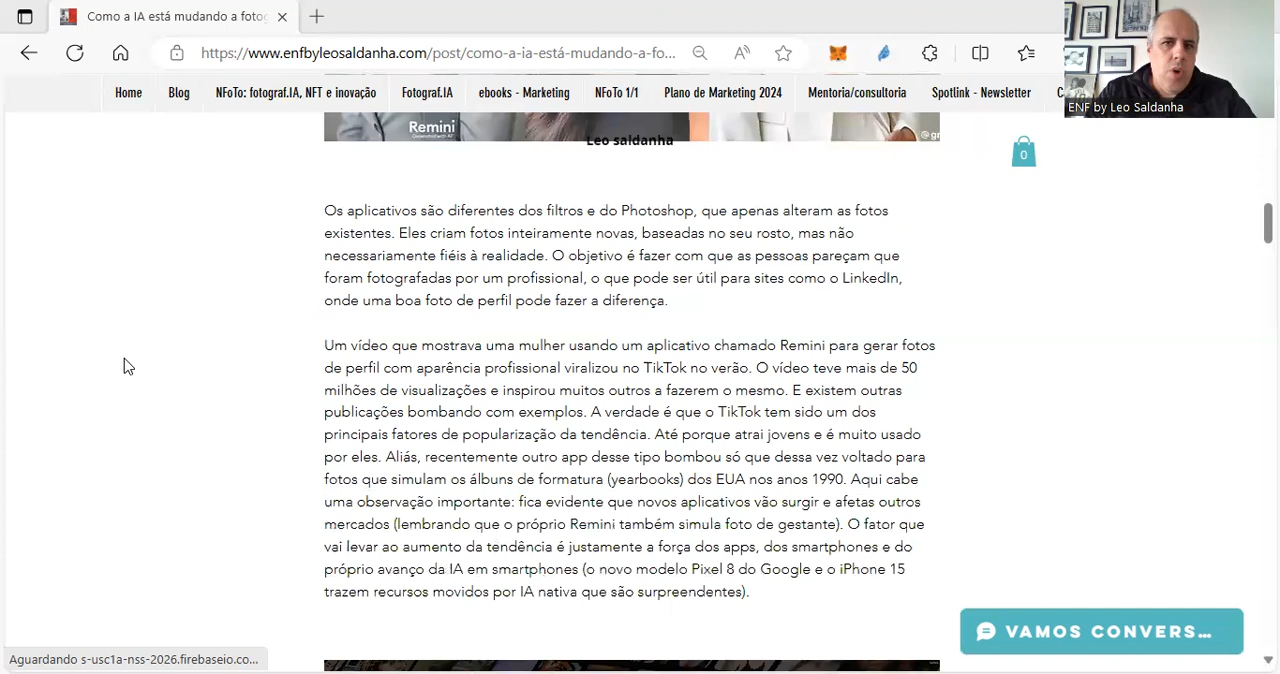 Como a IA está mudando a fotog
https://www.enfbyleosaldanha.com/post/como-a-ia-está-mudando-a-fo...
ENF by Leo Saldanha
Home Blog NFoTo: fotograf.IA, NFT e inovação Fotograf.IA ebooks - Marketing NFoTo 1/1 Plano de Marketing 2024 Mentoria/consultoria Spotlink - Newsletter C
Remini
@gr
Leo saldanha
0
Os aplicativos são diferentes dos filtros e do Photoshop, que apenas alteram as fotos
existentes. Eles criam fotos inteiramente novas, baseadas no seu rosto, mas não
necessariamente fiéis à realidade. O objetivo é fazer com que as pessoas pareçam que
foram fotografadas por um profissional, o que pode ser útil para sites como o LinkedIn,
onde uma boa foto de perfil pode fazer a diferença.
Um vídeo que mostrava uma mulher usando um aplicativo chamado Remini para gerar fotos
de perfil com aparência profissional viralizou no TikTok no verão. O vídeo teve mais de 50
milhões de visualizações e inspirou muitos outros a fazerem o mesmo. E existem outras
publicações bombando com exemplos. A verdade é que o TikTok tem sido um dos
principais fatores de popularização da tendência. Até porque atrai jovens e é muito usado
por eles. Aliás, recentemente outro app desse tipo bombou só que dessa vez voltado para
fotos que simulam os álbuns de formatura (yearbooks) dos EUA nos anos 1990. Aqui cabe
uma observação importante: fica evidente que novos aplicativos vão surgir e afetas outros
mercados (lembrando que o próprio Remini também simula foto de gestante). O fator que
vai levar ao aumento da tendência é justamente a força dos apps, dos smartphones e do
próprio avanço da IA em smartphones (o novo modelo Pixel 8 do Google e o iPhone 15
trazem recursos movidos por IA nativa que são surpreendentes).
VAMOS CONVERS...
Aguardando s-usc1a-nss-2026.firebaseio.co...